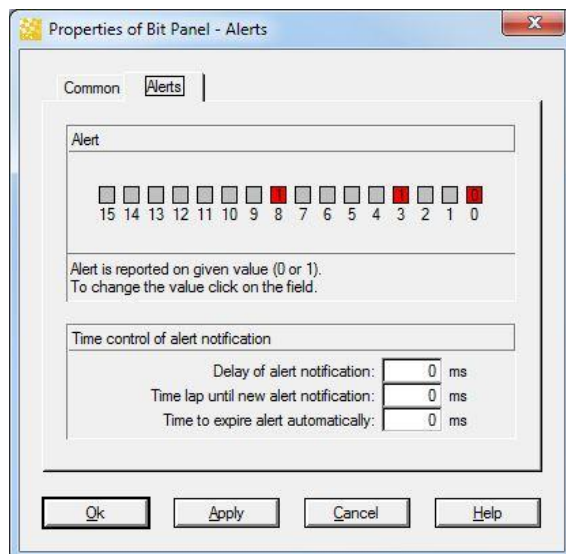 Properties of Bit Panel - Alerts
Common Alerts
Alert
1 1 0
15 14 13 12 11 10 9 8 7 6 5 4 3 2 1 0
Alert is reported on given value (0 or 1).
To change the value click on the field.
Time control of alert notification
Delay of alert notification: 0 ms
Time lap until new alert notification: 0 ms
Time to expire alert automatically: 0 ms
Ok Apply Cancel Help